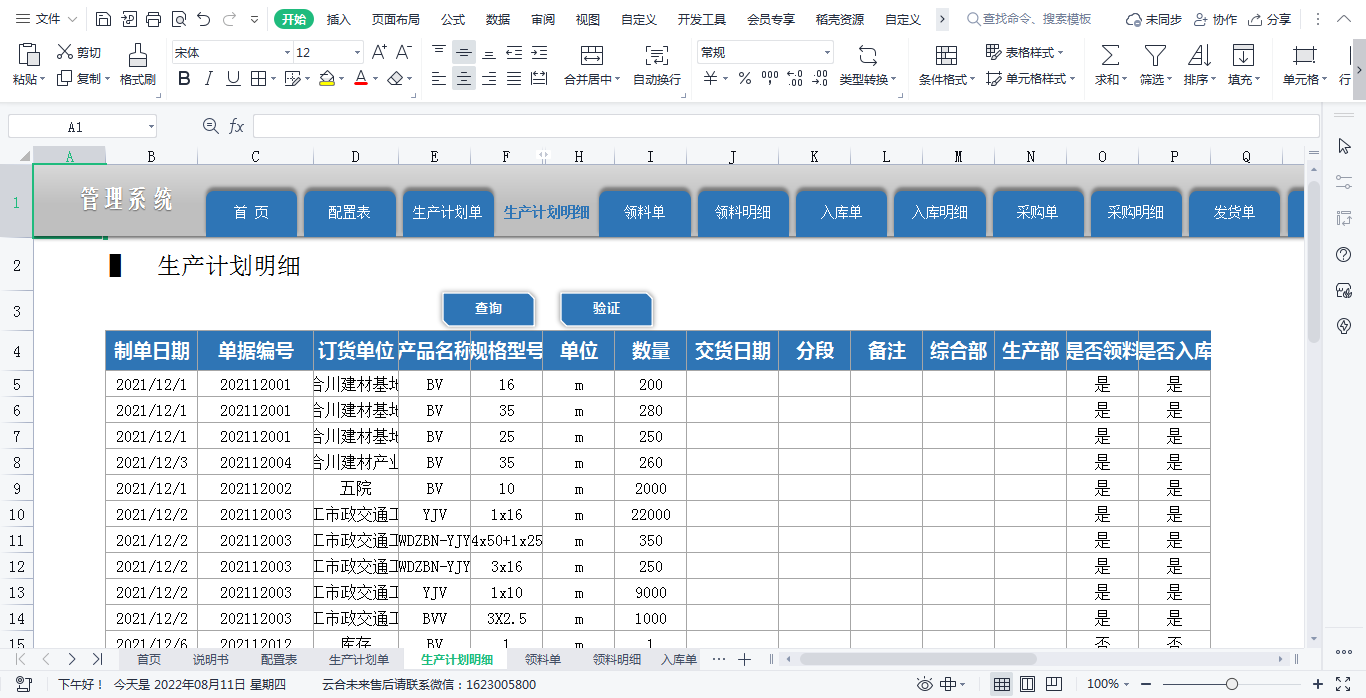 文件 开始 插入 页面布局 公式 数据 审阅 视图 自定义 开发工具 会员专享 稻壳资源 自定义 查找命令、搜索模板 未同步 协作 分享
粘贴 剪切 复制 格式刷 宋体 12 A+ A- B I U A 合并居中 自动换行 常规 ¥ % 类型转换 条件格式 表格样式 单元格样式 求和 筛选 排序 填充 单元格 行
A1 fx
A B C D E F H I J K L M N O P Q
1 管理系统 首 页 配置表 生产计划单 生产计划明细 领料单 领料明细 入库单 入库明细 采购单 采购明细 发货单
2 生产计划明细
3 查询 验证
4 制单日期 单据编号 订货单位 产品名称 规格型号 单位 数量 交货日期 分段 备注 综合部 生产部 是否领料 是否入库
5 2021/12/1 202112001 合川建材基地 BV 16 m 200 是 是
6 2021/12/1 202112001 合川建材基地 BV 35 m 280 是 是
7 2021/12/1 202112001 合川建材基地 BV 25 m 250 是 是
8 2021/12/3 202112004 合川建材产业 BV 35 m 260 是 是
9 2021/12/1 202112002 五院 BV 10 m 2000 是 是
10 2021/12/2 202112003 工市政交通工 YJV 1x16 m 22000 是 是
11 2021/12/2 202112003 工市政交通工 WDZBN-YJY 4x50+1x25 m 350 是 是
12 2021/12/2 202112003 工市政交通工 WDZBN-YJY 3x16 m 250 是 是
13 2021/12/2 202112003 工市政交通工 YJV 1x10 m 9000 是 是
14 2021/12/2 202112003 工市政交通工 BVV 3X2.5 m 1000 是 是
15 2021/12/6 202112012 库存 BV 1 m 1 否 否
首页 说明书 配置表 生产计划单 生产计划明细 领料单 领料明细 入库单 ···
下午好！ 今天是 2022年08月11日 星期四 云合未来售后请联系微信：1623005800 100%